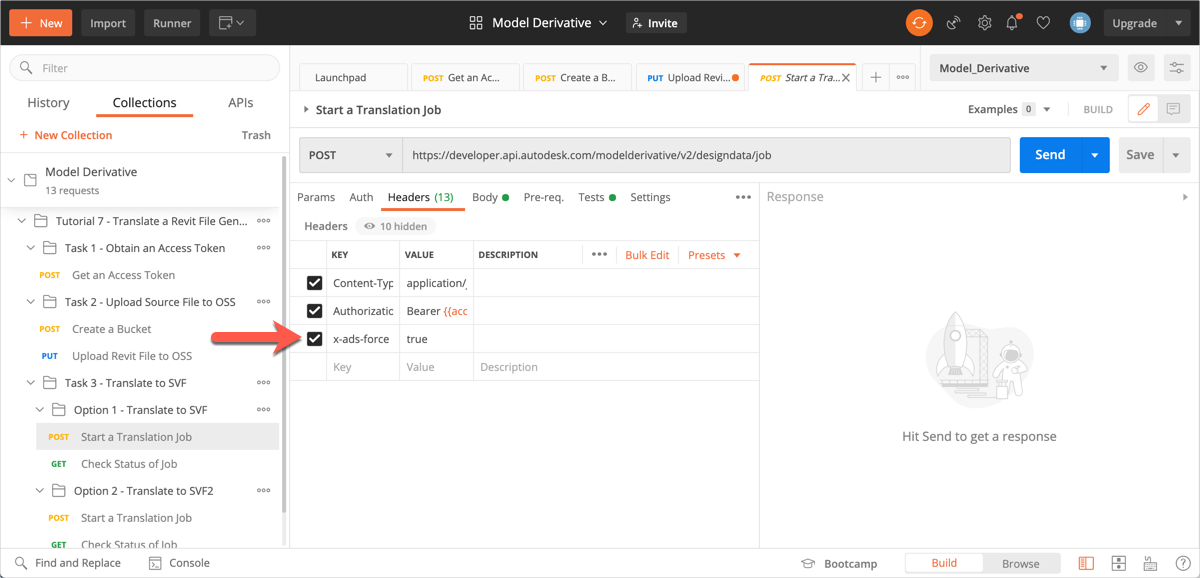 + New Import Runner Model Derivative Invite Upgrade
Filter
History Collections APIs
+ New Collection Trash
Model Derivative
13 requests
Tutorial 7 - Translate a Revit File Gen...
Task 1 - Obtain an Access Token
POST Get an Access Token
Task 2 - Upload Source File to OSS
POST Create a Bucket
PUT Upload Revit File to OSS
Task 3 - Translate to SVF
Option 1 - Translate to SVF
POST Start a Translation Job
GET Check Status of Job
Option 2 - Translate to SVF2
POST Start a Translation Job
GET Check Status of Job
Launchpad POST Get an Ac... POST Create a B... PUT Upload Revi... POST Start a Tra... Model_Derivative
Start a Translation Job Examples 0 BUILD
POST https://developer.api.autodesk.com/modelderivative/v2/designdata/job Send Save
Params Auth Headers (13) Body Pre-req. Tests Settings
Headers 10 hidden
KEY VALUE DESCRIPTION Bulk Edit Presets
Content-Typ application/
Authorizatic Bearer {{acc
x-ads-force true
Key Value Description
Response
Hit Send to get a response
Find and Replace Console Bootcamp Build Browse